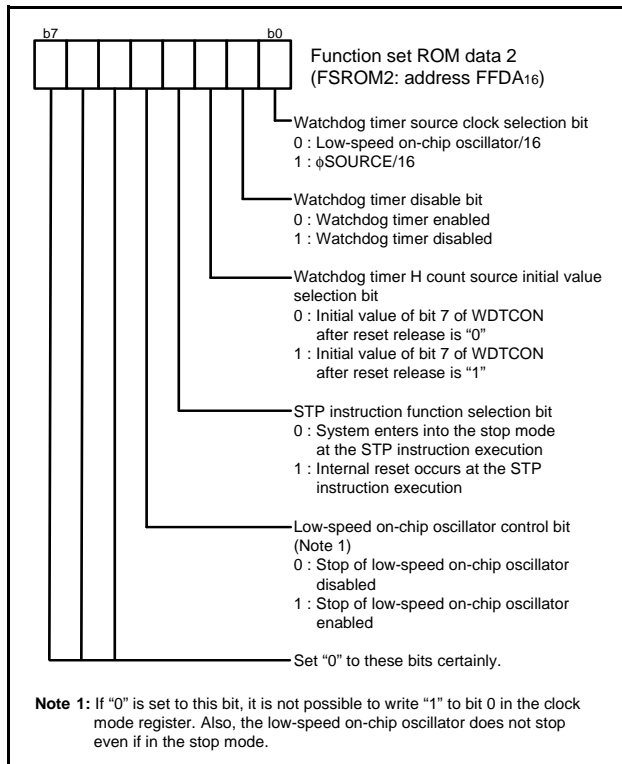 b7 b0
Function set ROM data 2
(FSROM2: address FFDA16)
Watchdog timer source clock selection bit
0 : Low-speed on-chip oscillator/16
1 : ϕSOURCE/16
Watchdog timer disable bit
0 : Watchdog timer enabled
1 : Watchdog timer disabled
Watchdog timer H count source initial value
selection bit
0 : Initial value of bit 7 of WDTCON
after reset release is “0”
1 : Initial value of bit 7 of WDTCON
after reset release is “1”
STP instruction function selection bit
0 : System enters into the stop mode
at the STP instruction execution
1 : Internal reset occurs at the STP
instruction execution
Low-speed on-chip oscillator control bit
(Note 1)
0 : Stop of low-speed on-chip oscillator
disabled
1 : Stop of low-speed on-chip oscillator
enabled
Set “0” to these bits certainly.
Note 1: If “0” is set to this bit, it is not possible to write “1” to bit 0 in the clock
mode register. Also, the low-speed on-chip oscillator does not stop
even if in the stop mode.